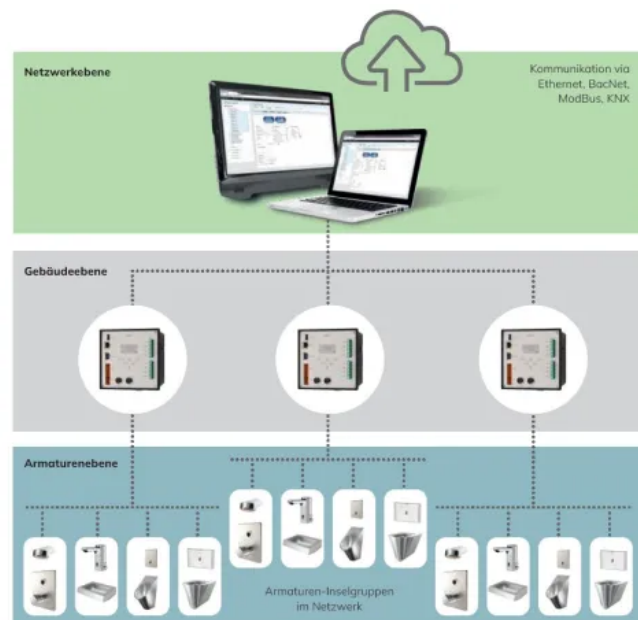 Netzwerkebene
Kommunikation via
Ethernet, BacNet,
ModBus, KNX
Gebäudeebene
Armaturenebene
Armaturen-Inselgruppen
im Netzwerk